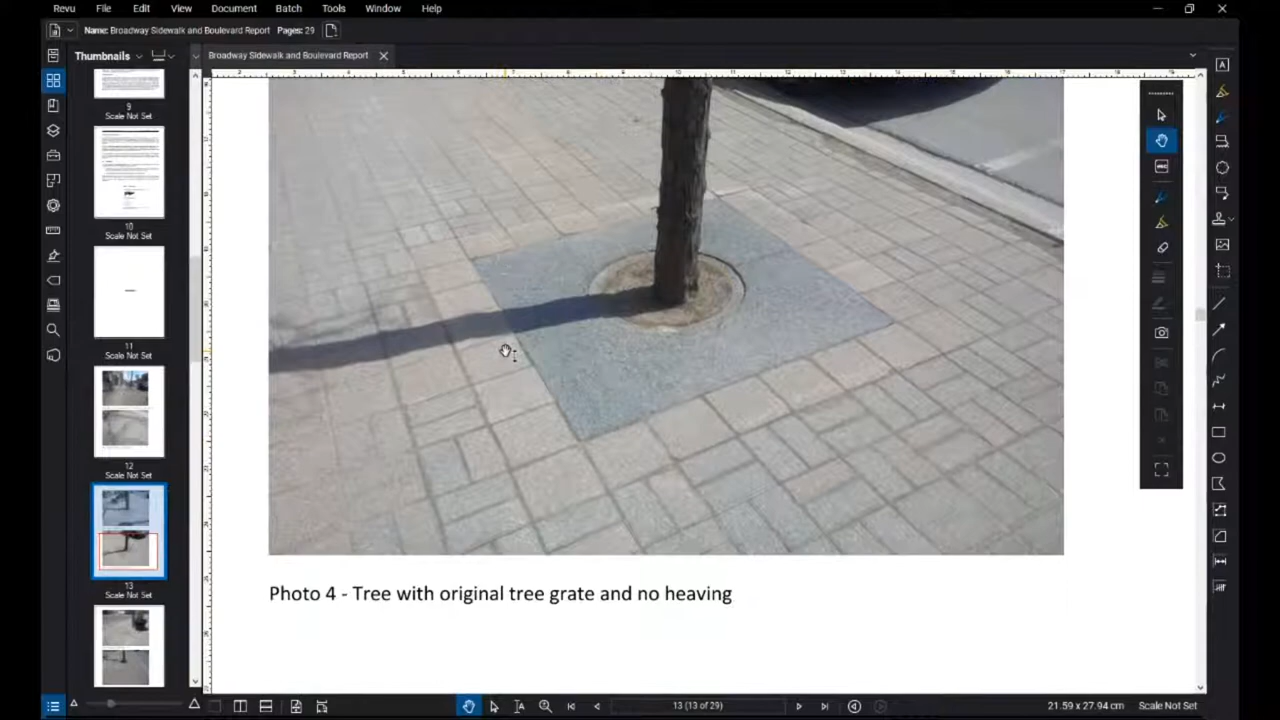 Revu File Edit View Document Batch Tools Window Help
Name: Broadway Sidewalk and Boulevard Report Pages: 29
Thumbnails
Broadway Sidewalk and Boulevard Report
9
Scale Not Set
10
Scale Not Set
11
Scale Not Set
12
Scale Not Set
13
Scale Not Set
Photo 4 - Tree with original tree grate and no heaving
13 (13 of 29)
21.59 x 27.94 cm Scale Not Set